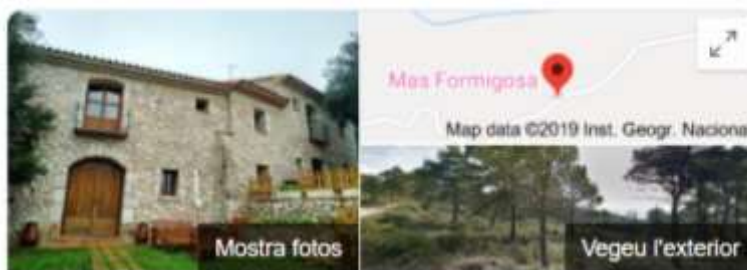 Mas Formigosa
Map data ©2019 Inst. Geogr. Naciona
Mostra fotos
Vegeu l'exterior